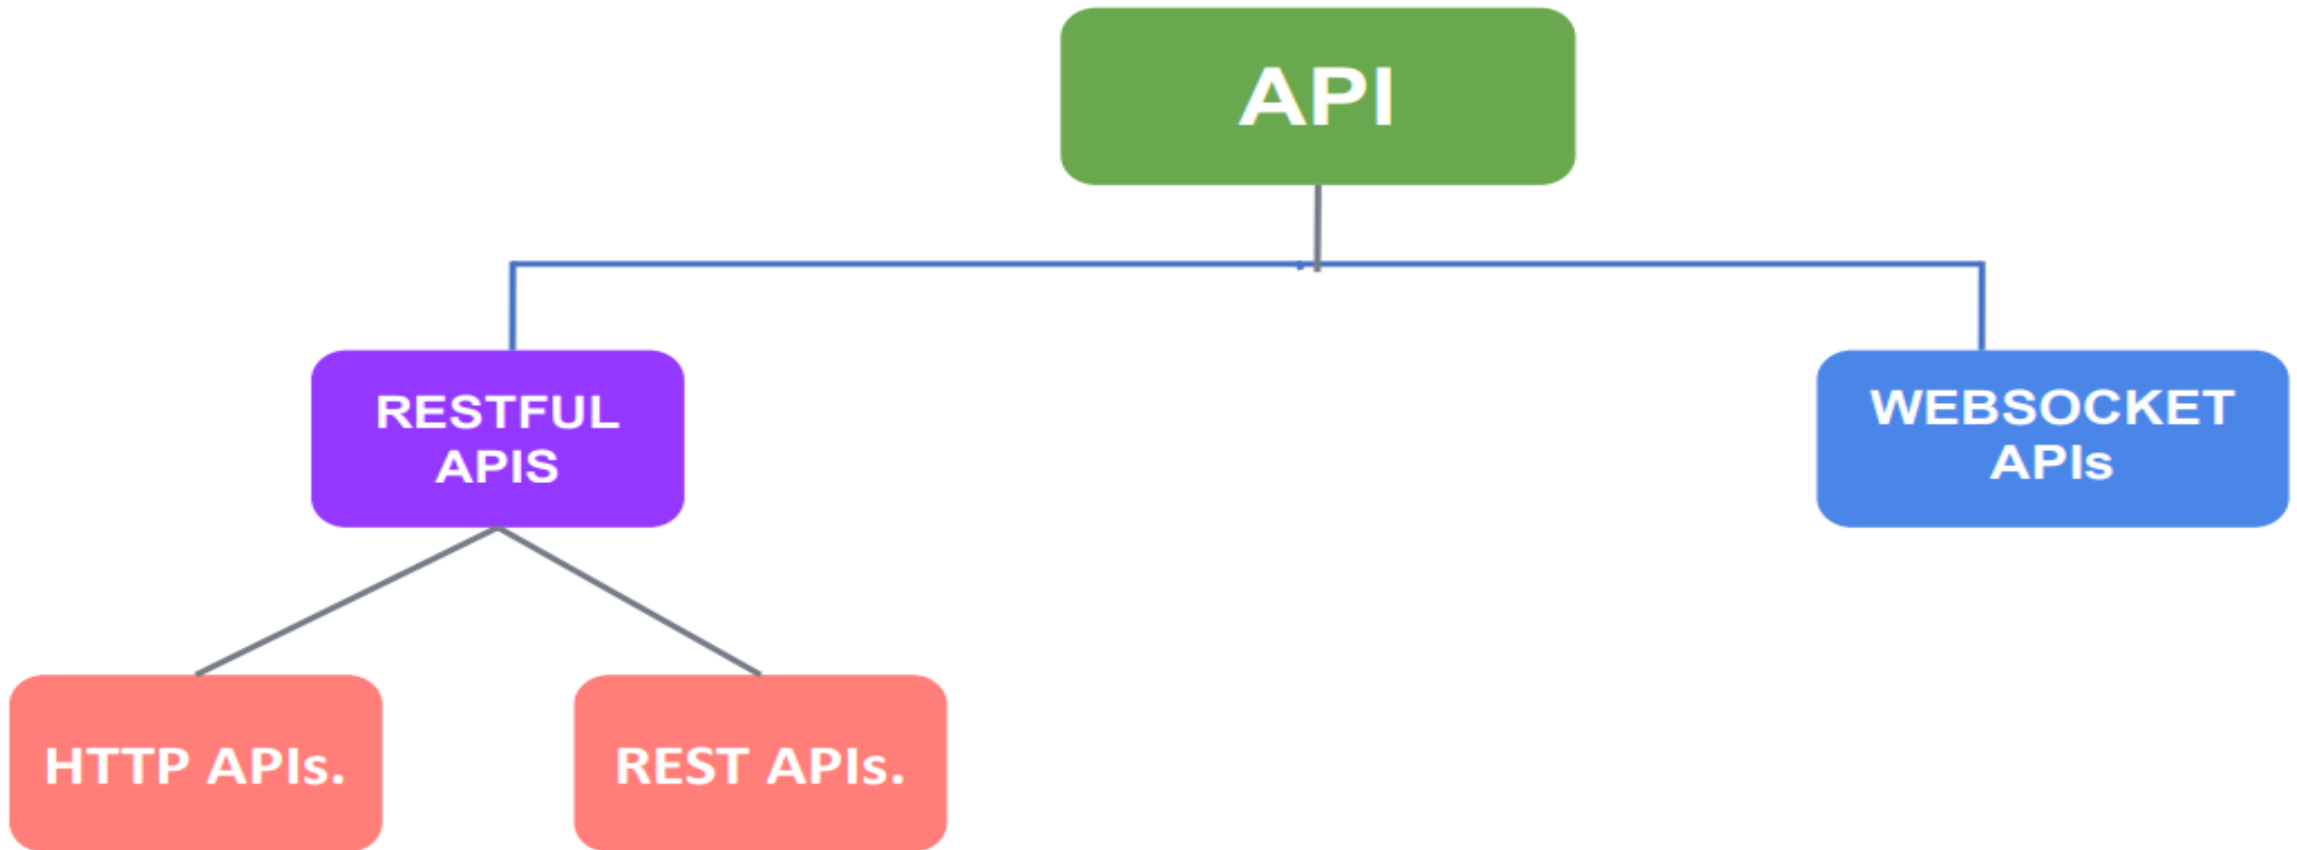 API
RESTFUL
APIS
WEBSOCKET
APIs
HTTP APIs.
REST APIs.